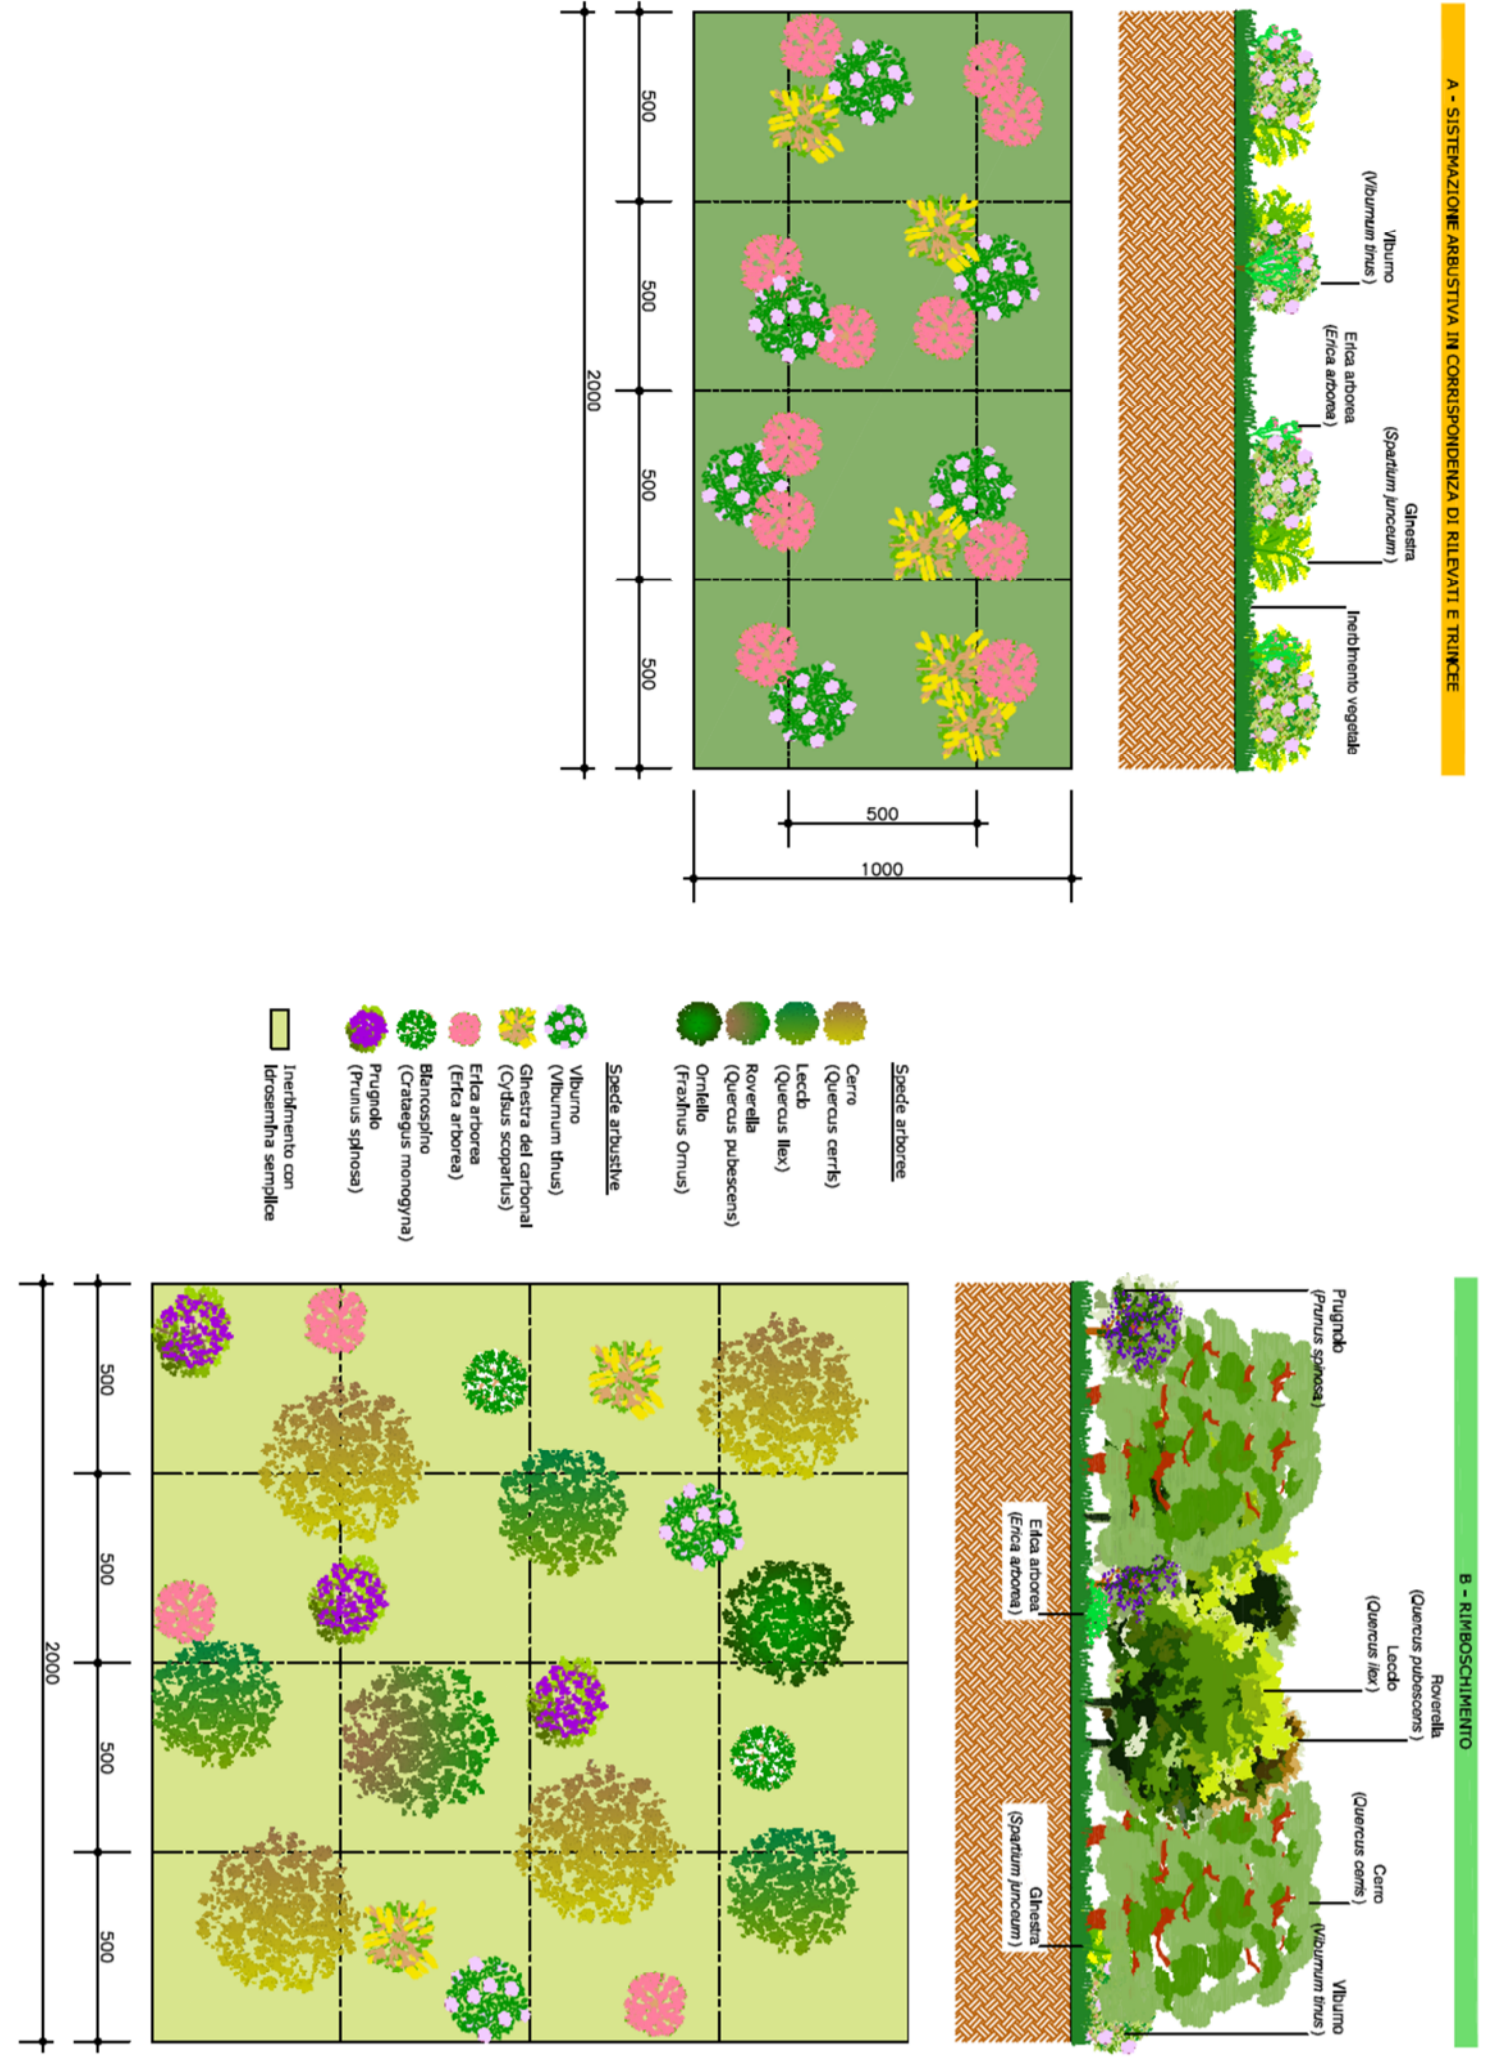 A - SISTEMAZIONE ARBUSTIVA IN CORRISPONDENZA DI RILEVATI E TRINCEE
Viburno
(Viburnum tinus)
Erica arborea
(Erica arborea)
Ginestra
(Spartium junceum)
Inerbimento vegetale
500
500
500
500
2000
500
1000
Specie arboree
Cerro
(Quercus cerris)
Leccio
(Quercus ilex)
Roverella
(Quercus pubescens)
Orniello
(Fraxinus Ornus)
Specie arbustive
Viburno
(Viburnum tinus)
Ginestra del carbonai
(Cytisus scoparius)
Erica arborea
(Erica arborea)
Biancospino
(Crataegus monogyna)
Prugnolo
(Prunus spinosa)
Inerbimento con
idrosemina semplice
B - RIMBOSCHIMENTO
Prugnolo
(Prunus spinosa)
Roverella
(Quercus pubescens)
Leccio
(Quercus ilex)
Cerro
(Quercus cerris)
Viburno
(Viburnum tinus)
Erica arborea
(Erica arborea)
Ginestra
(Spartium junceum)
500
500
500
500
2000